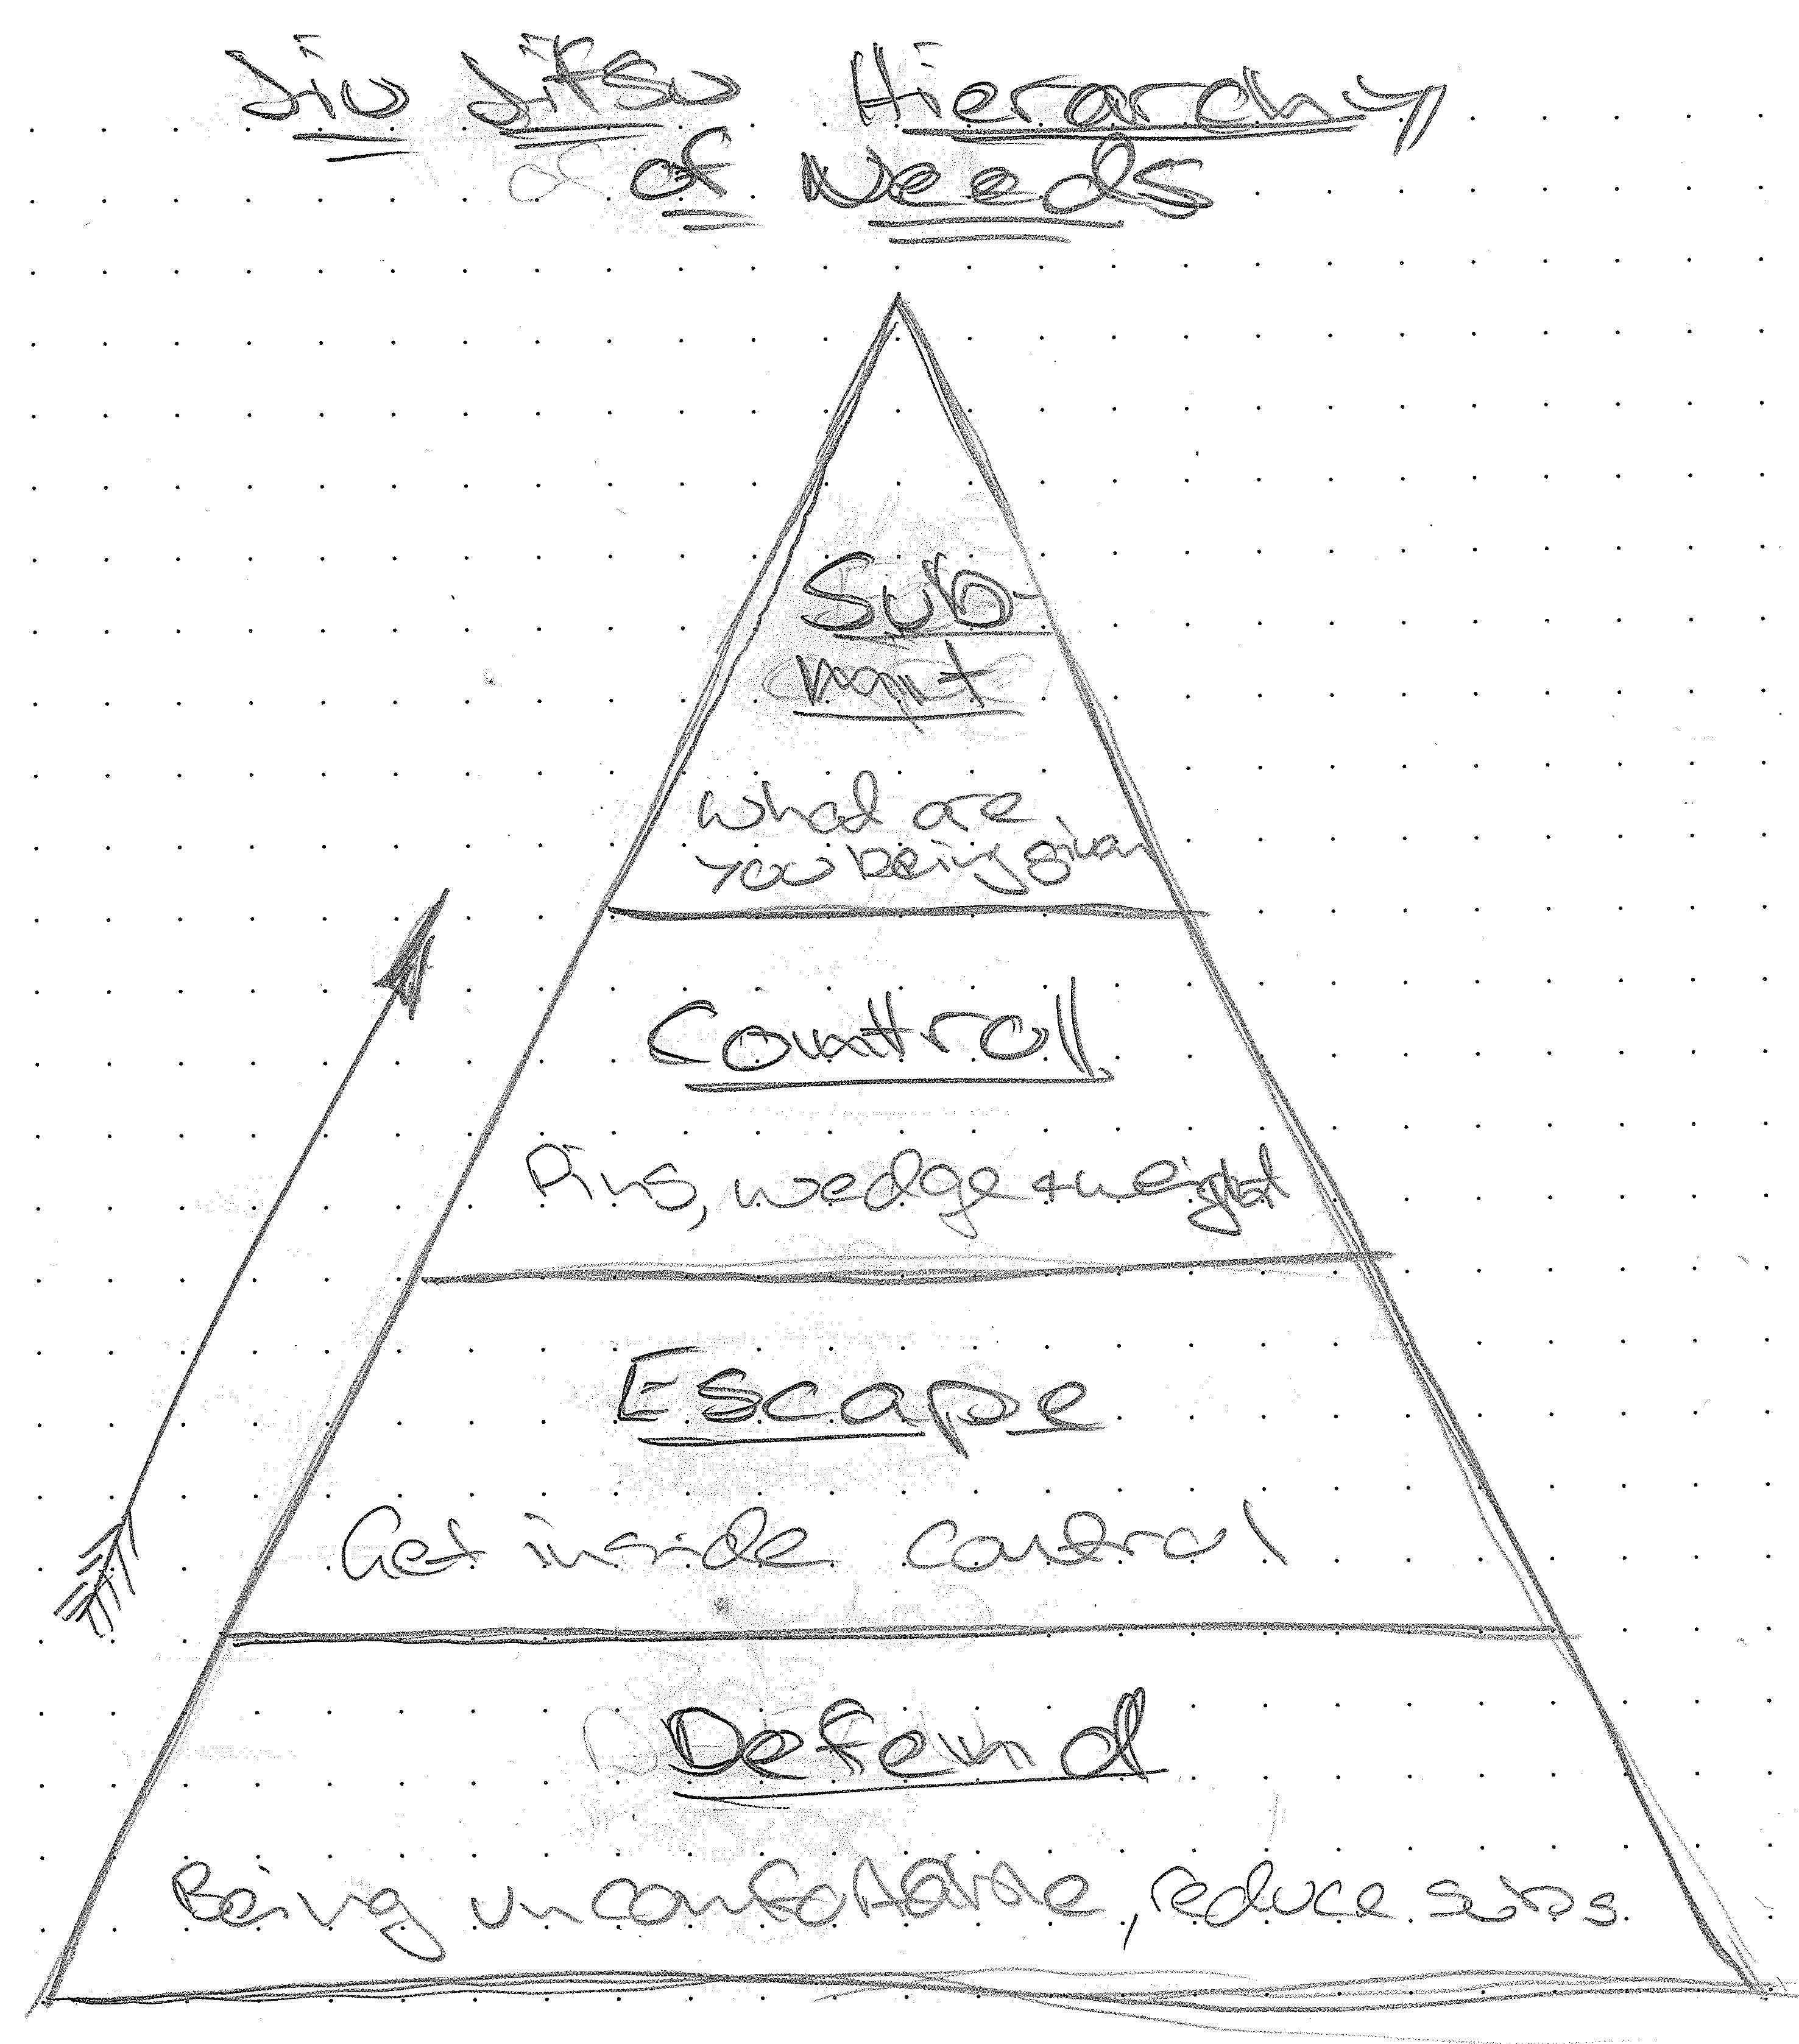 Jiu Jitsu Hierarchy
of Needs
Sub-
mit
What are
you being given
Counttroll
Pins, wedge + weight
Escape
Get inside control
Defend
Being uncomfortable, reduce subs.